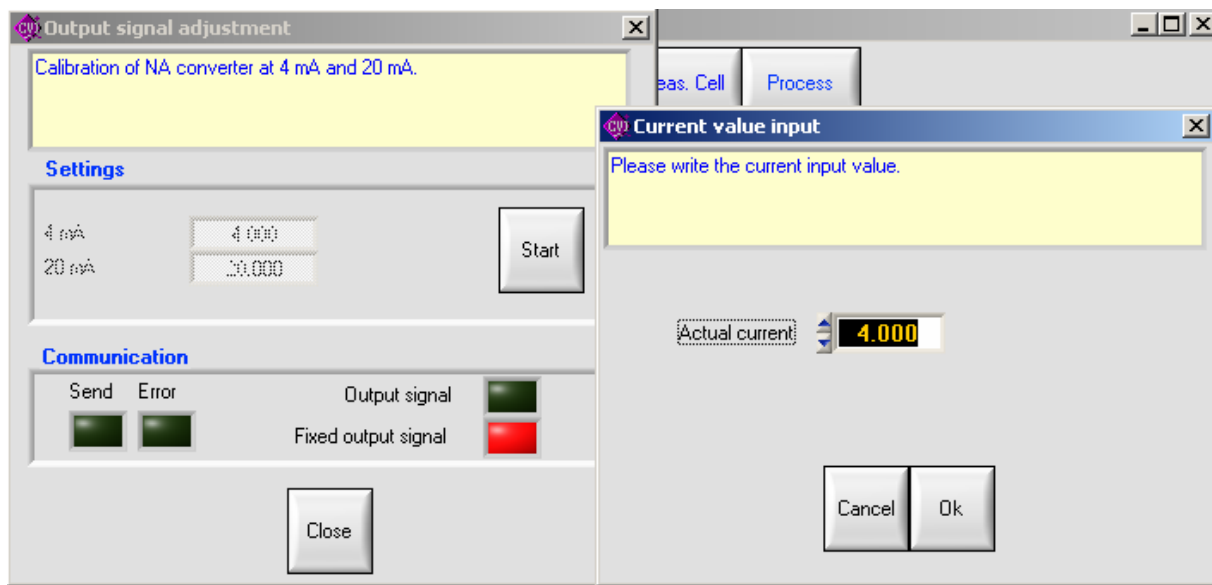 Output signal adjustment
Calibration of NA converter at 4 mA and 20 mA.
Settings
4 mA 4.000
20 mA 20.000
Start
Communication
Send Error
Output signal
Fixed output signal
Close
eas. Cell Process
Current value input
Please write the current input value.
Actual current 4.000
Cancel Ok